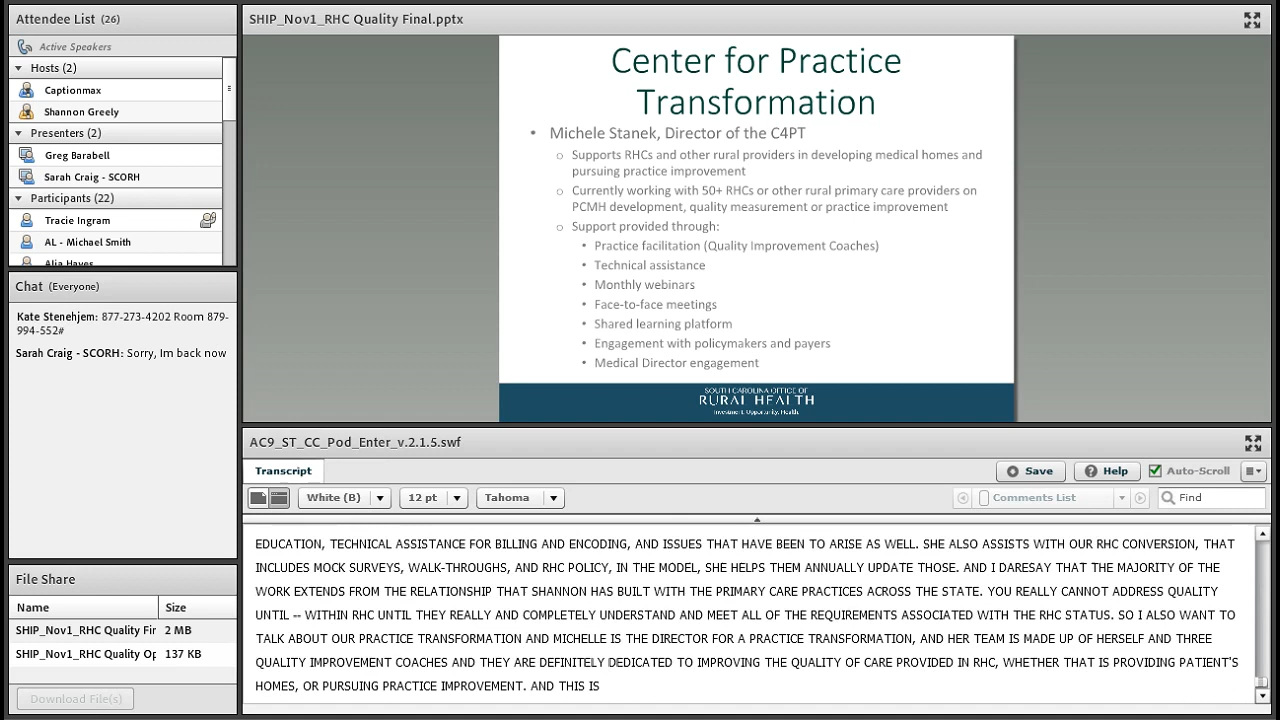 Attendee List (26)
Active Speakers
Hosts (2)
Captionmax
Shannon Greely
Presenters (2)
Greg Barabell
Sarah Craig - SCORH
Participants (22)
Tracie Ingram
AL - Michael Smith
Alia Hayes
Chat (Everyone)
Kate Stenehjem: 877-273-4202 Room 879-
994-552#
Sarah Craig - SCORH: Sorry, Im back now
File Share
Name Size
SHIP_Nov1_RHC Quality Fir 2 MB
SHIP_Nov1_RHC Quality Op 137 KB
Download File(s)
SHIP_Nov1_RHC Quality Final.pptx
Center for Practice
Transformation
• Michele Stanek, Director of the C4PT
○ Supports RHCs and other rural providers in developing medical homes and
pursuing practice improvement
○ Currently working with 50+ RHCs or other rural primary care providers on
PCMH development, quality measurement or practice improvement
○ Support provided through:
• Practice facilitation (Quality Improvement Coaches)
• Technical assistance
• Monthly webinars
• Face-to-face meetings
• Shared learning platform
• Engagement with policymakers and payers
• Medical Director engagement
SOUTH CAROLINA OFFICE OF
RURAL HEALTH
Investment. Opportunity. Health.
AC9_ST_CC_Pod_Enter_v.2.1.5.swf
Transcript Save Help Auto-Scroll
White (B) 12 pt Tahoma Comments List Find
EDUCATION, TECHNICAL ASSISTANCE FOR BILLING AND ENCODING, AND ISSUES THAT HAVE BEEN TO ARISE AS WELL. SHE ALSO ASSISTS WITH OUR RHC CONVERSION, THAT
INCLUDES MOCK SURVEYS, WALK-THROUGHS, AND RHC POLICY, IN THE MODEL, SHE HELPS THEM ANNUALLY UPDATE THOSE. AND I DARESAY THAT THE MAJORITY OF THE
WORK EXTENDS FROM THE RELATIONSHIP THAT SHANNON HAS BUILT WITH THE PRIMARY CARE PRACTICES ACROSS THE STATE. YOU REALLY CANNOT ADDRESS QUALITY
UNTIL -- WITHIN RHC UNTIL THEY REALLY AND COMPLETELY UNDERSTAND AND MEET ALL OF THE REQUIREMENTS ASSOCIATED WITH THE RHC STATUS. SO I ALSO WANT TO
TALK ABOUT OUR PRACTICE TRANSFORMATION AND MICHELLE IS THE DIRECTOR FOR A PRACTICE TRANSFORMATION, AND HER TEAM IS MADE UP OF HERSELF AND THREE
QUALITY IMPROVEMENT COACHES AND THEY ARE DEFINITELY DEDICATED TO IMPROVING THE QUALITY OF CARE PROVIDED IN RHC, WHETHER THAT IS PROVIDING PATIENT'S
HOMES, OR PURSUING PRACTICE IMPROVEMENT. AND THIS IS